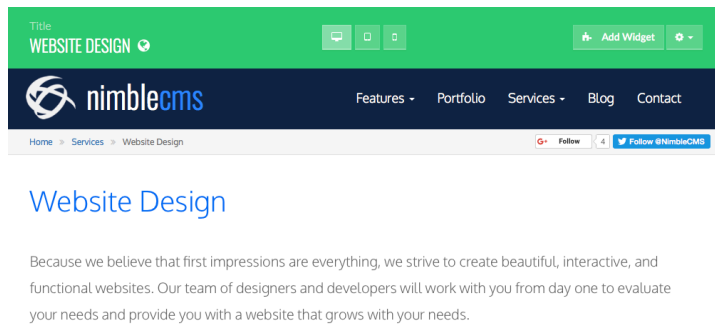 Title
WEBSITE DESIGN
Add Widget
nimblecms
Features Portfolio Services Blog Contact
Home » Services » Website Design
G+ Follow 4 Follow @NimbleCMS
Website Design
Because we believe that first impressions are everything, we strive to create beautiful, interactive, and
functional websites. Our team of designers and developers will work with you from day one to evaluate
your needs and provide you with a website that grows with your needs.